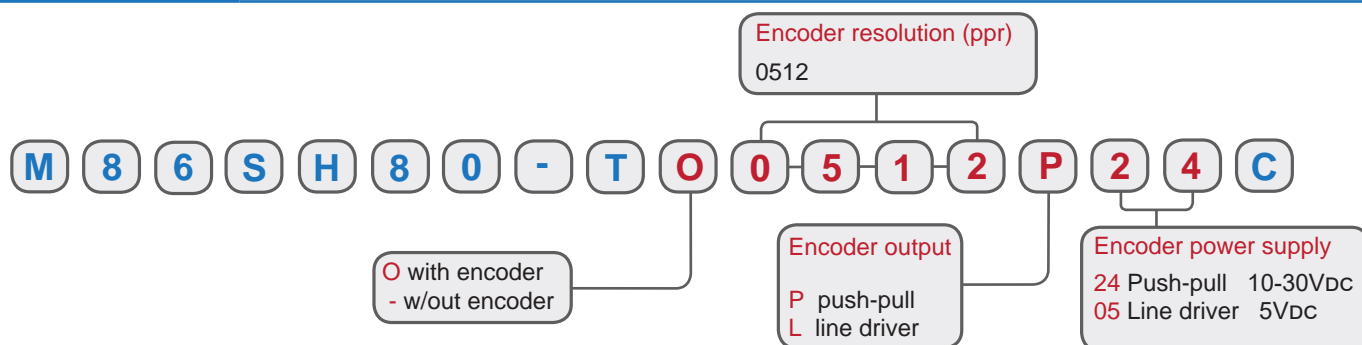 Encoder resolution (ppr)
0512
M 8 6 S H 8 0 - T O 0 5 1 2 P 2 4 C
O with encoder
- w/out encoder
Encoder output
P push-pull
L line driver
Encoder power supply
24 Push-pull 10-30VDC
05 Line driver 5VDC